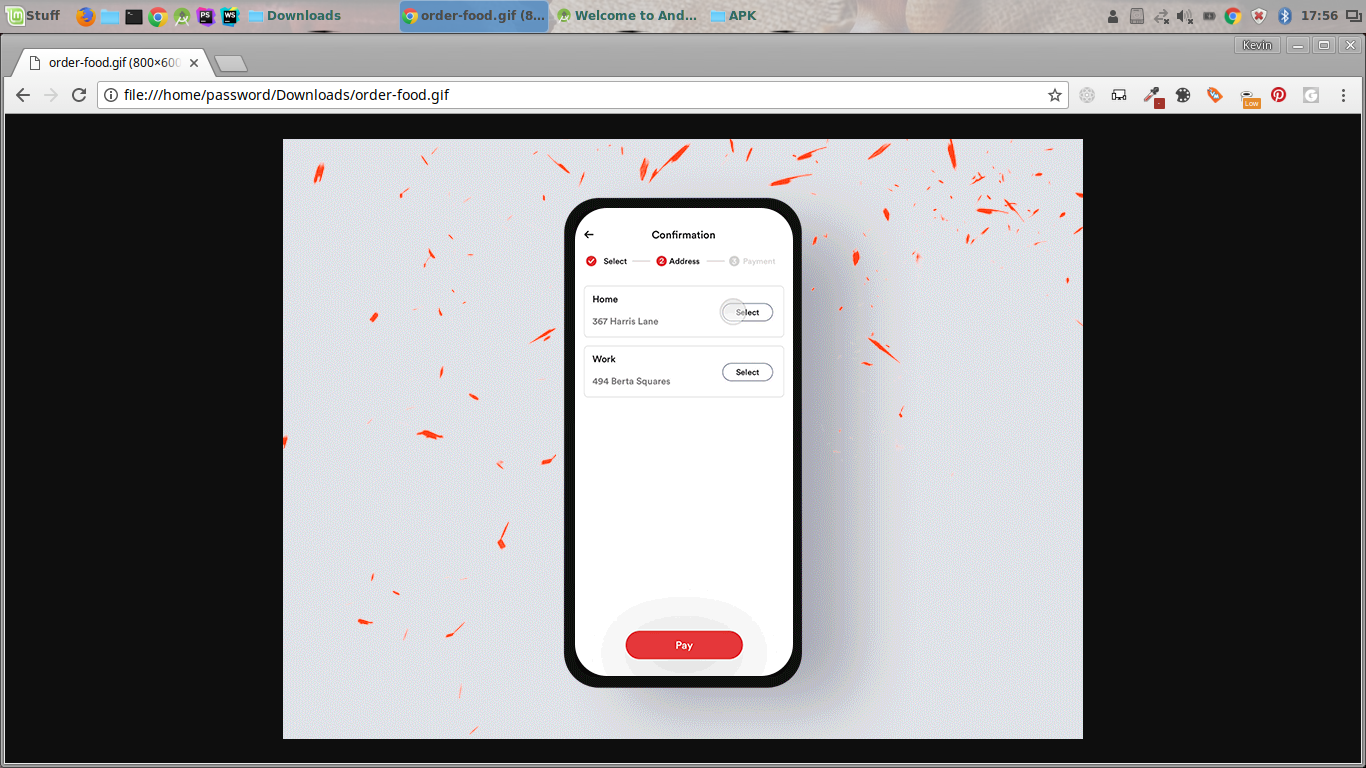 Stuff
Downloads
order-food.gif (8...
Welcome to And...
APK
17:56
Kevin
order-food.gif (800×600
file:///home/password/Downloads/order-food.gif
Low
Confirmation
Select
2 Address
3 Payment
Home
367 Harris Lane
Select
Work
494 Berta Squares
Select
Pay